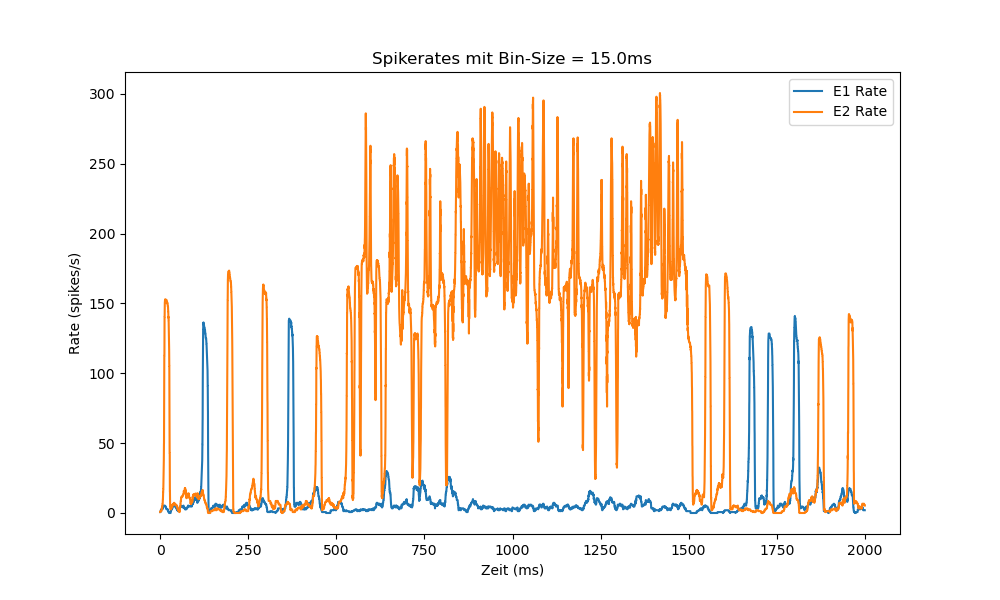 Spikerates mit Bin-Size = 15.0ms
E1 Rate
E2 Rate
Rate (spikes/s)
300
250
200
150
100
50
0
0 250 500 750 1000 1250 1500 1750 2000
Zeit (ms)